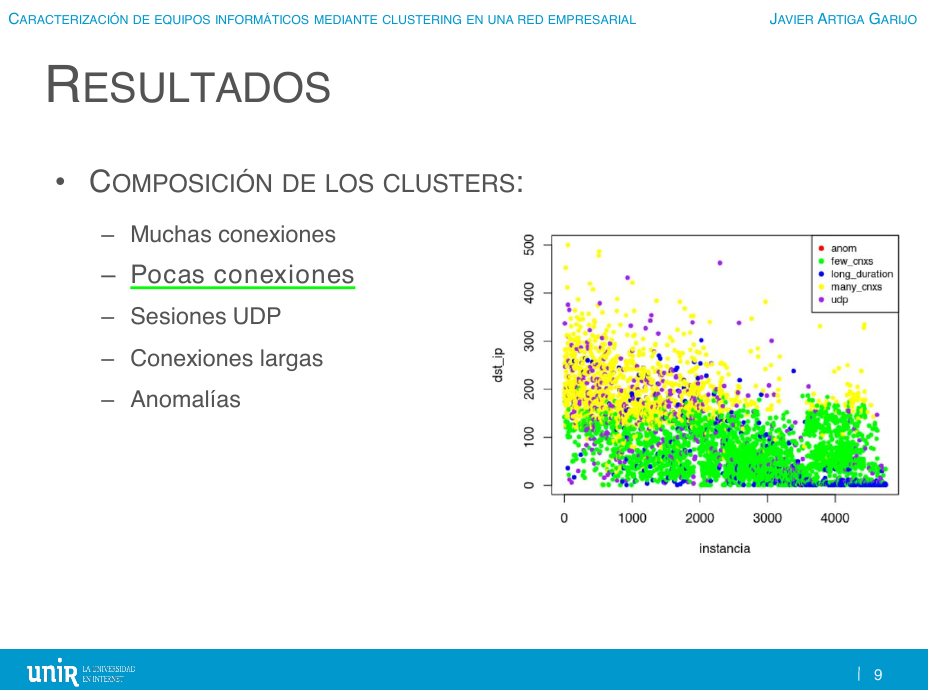 CARACTERIZACIÓN DE EQUIPOS INFORMÁTICOS MEDIANTE CLUSTERING EN UNA RED EMPRESARIAL JAVIER ARTIGA GARIJO
RESULTADOS
• COMPOSICIÓN DE LOS CLUSTERS:
– Muchas conexiones
– Pocas conexiones
– Sesiones UDP
– Conexiones largas
– Anomalías
anom
few_cnxs
long_duration
many_cnxs
udp
500
400
300
200
100
0
dst_ip
0 1000 2000 3000 4000
instancia
unir LA UNIVERSIDAD
EN INTERNET
| 9